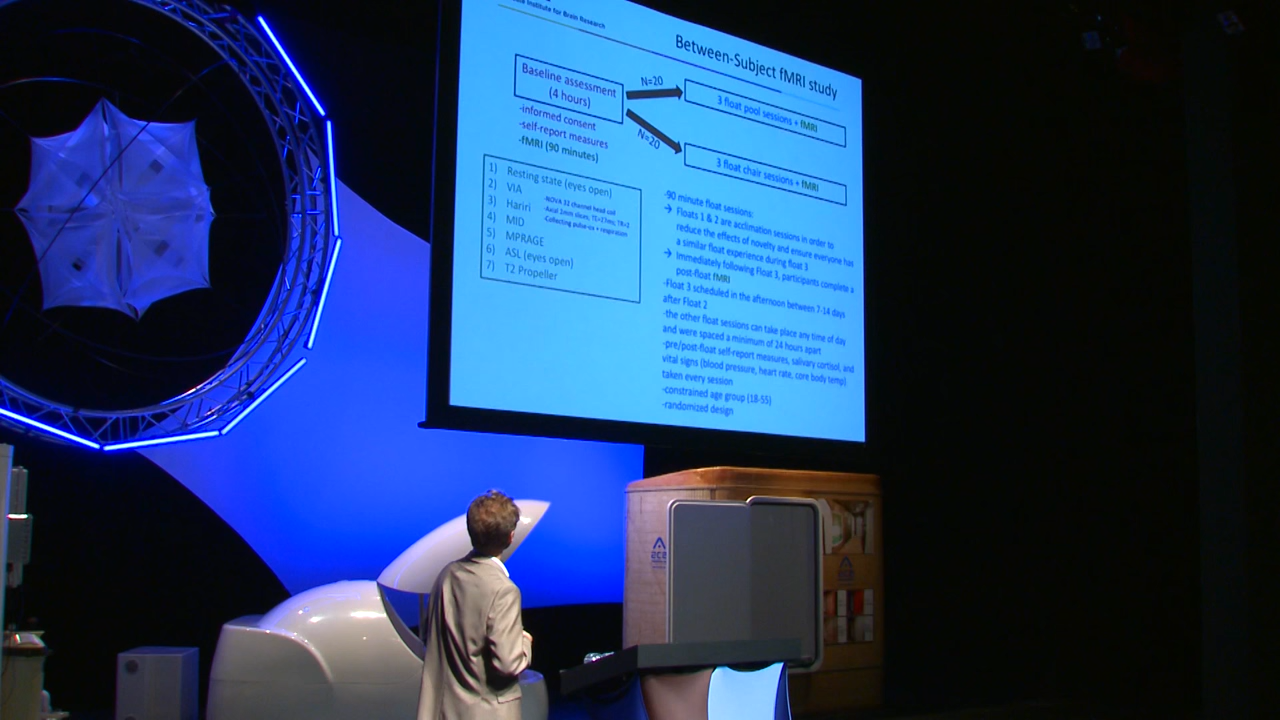 Institute for Brain Research
Between-Subject fMRI study
Baseline assessment
(4 hours)
-informed consent
-self-report measures
-fMRI (90 minutes)
N=20
N=20
3 float pool sessions + fMRI
3 float chair sessions + fMRI
1) Resting state (eyes open)
2) VIA
3) Hariri
4) MID
5) MPRAGE
6) ASL (eyes open)
7) T2 Propeller
-NOVA 32 channel head coil
-Collecting pulse-ox + respiration
-90 minute float sessions:
→ Floats 1 & 2 are acclimation sessions in order to
reduce the effects of novelty and ensure everyone has
a similar float experience during float 3
→ Immediately following Float 3, participants complete a
post-float fMRI
-Float 3 scheduled in the afternoon between 7-14 days
after Float 2
-the other float sessions can take place any time of day
and were spaced a minimum of 24 hours apart
-pre/post-float self-report measures, salivary cortisol, and
vital signs (blood pressure, heart rate, core body temp)
taken every session
-constrained age group (18-55)
-randomized design